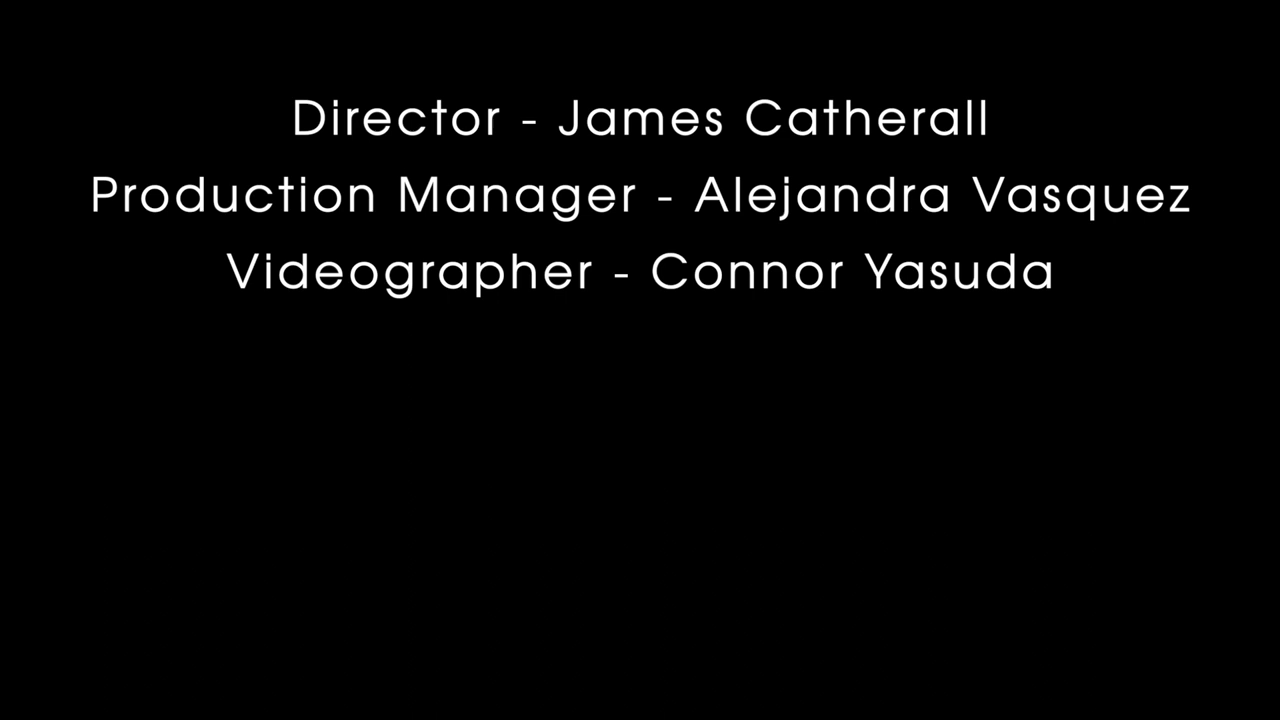 Director - James Catherall
Production Manager - Alejandra Vasquez
Videographer - Connor Yasuda